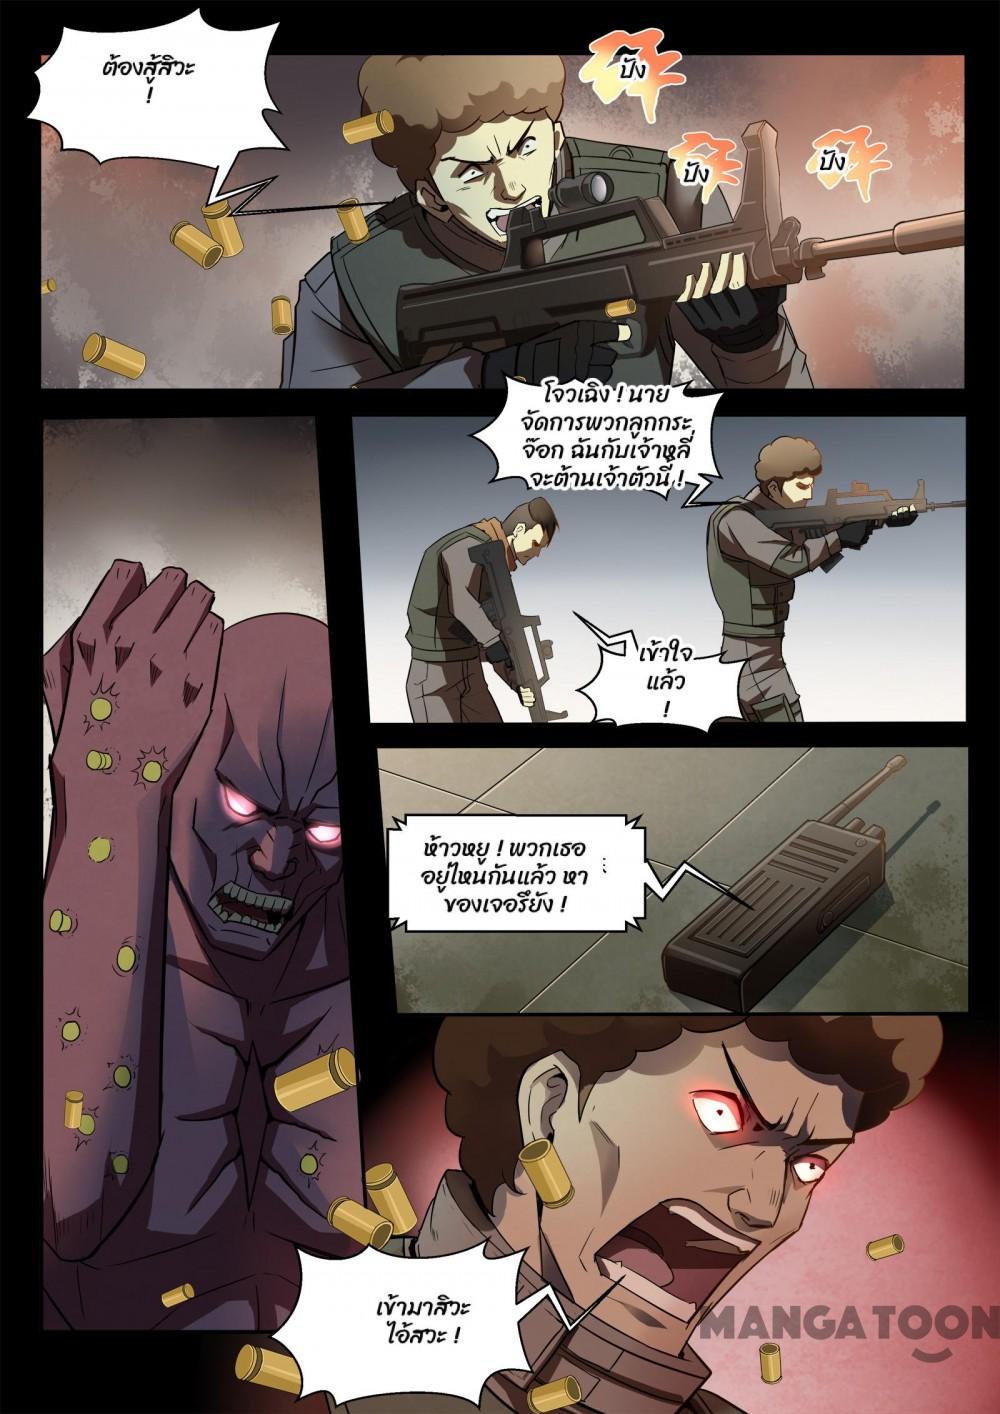 ต้องสู้สิวะ
!
ปัง
ปัง
ปัง
โจวเฉิง ! นาย
จัดการพวกลูกกระ
จ๊อก ฉันกับเจ้าหลี่
จะต้านเจ้าตัวนี้ !
เข้าใจ
แล้ว
!
ห้าวหยู ! พวกเธอ
อยู่ไหนกันแล้ว หา
ของเจอรึยัง !
เข้ามาสิวะ
ไอ้สวะ !
MANGATOON